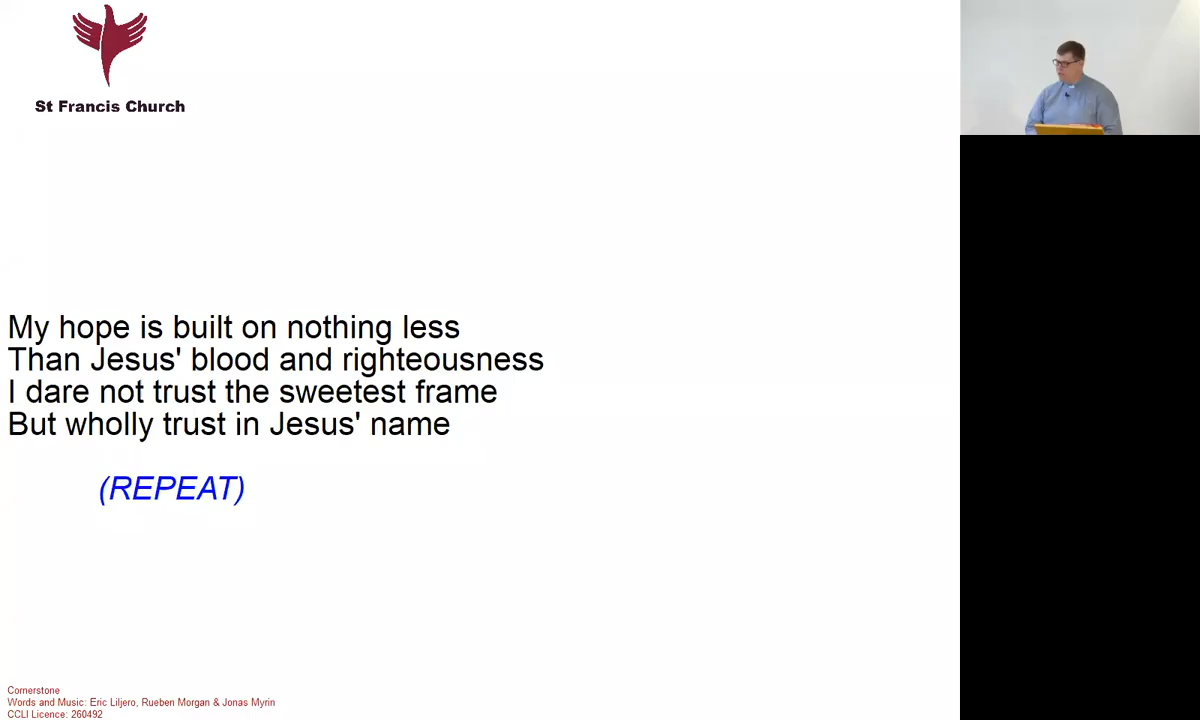 St Francis Church
My hope is built on nothing less
Than Jesus' blood and righteousness
I dare not trust the sweetest frame
But wholly trust in Jesus' name
(REPEAT)
Cornerstone
Words and Music: Eric Liljero, Rueben Morgan & Jonas Myrin
CCLI Licence: 260492